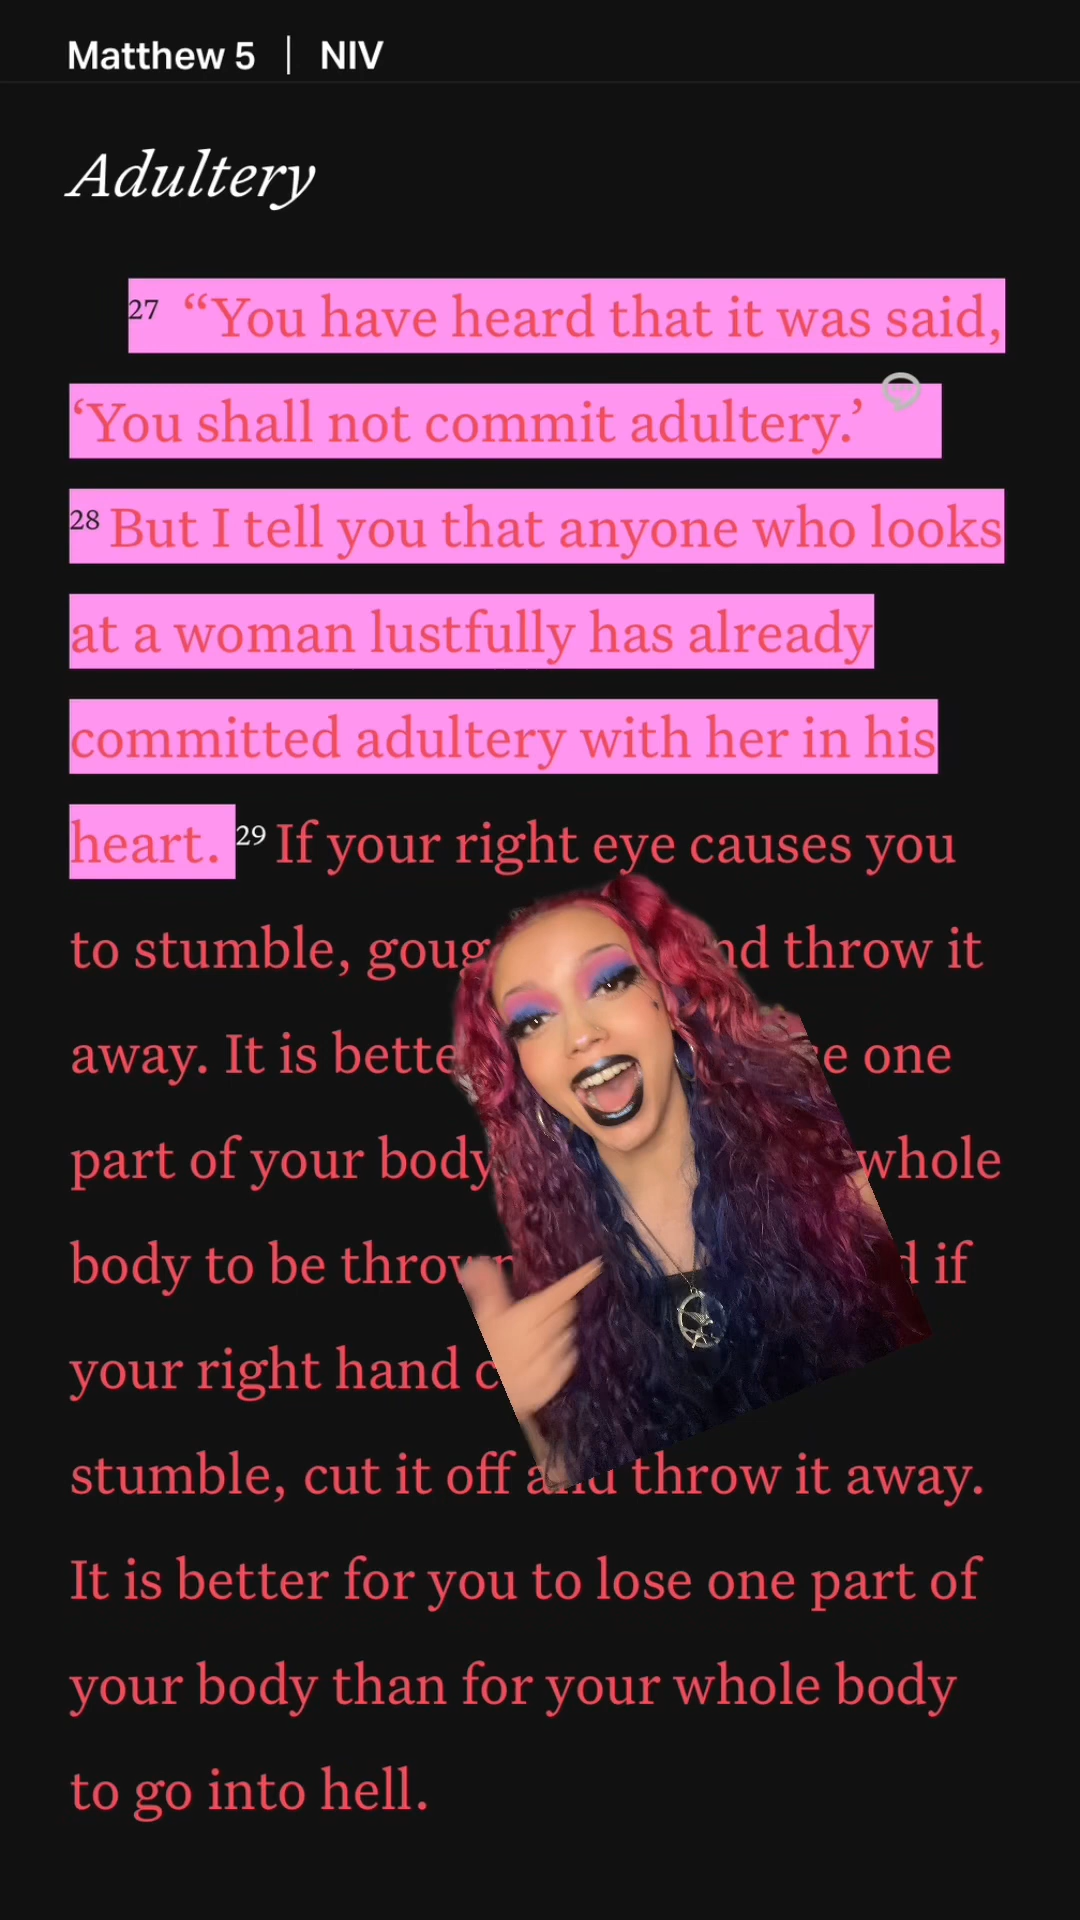 Matthew 5 | NIV
Adultery
27 “You have heard that it was said,
‘You shall not commit adultery.’
28 But I tell you that anyone who looks
at a woman lustfully has already
committed adultery with her in his
heart. 29 If your right eye causes you
to stumble, throw it
away. It is one
part of your body whole
body to be if
your right hand
stumble, cut it off and throw it away.
It is better for you to lose one part of
your body than for your whole body
to go into hell.